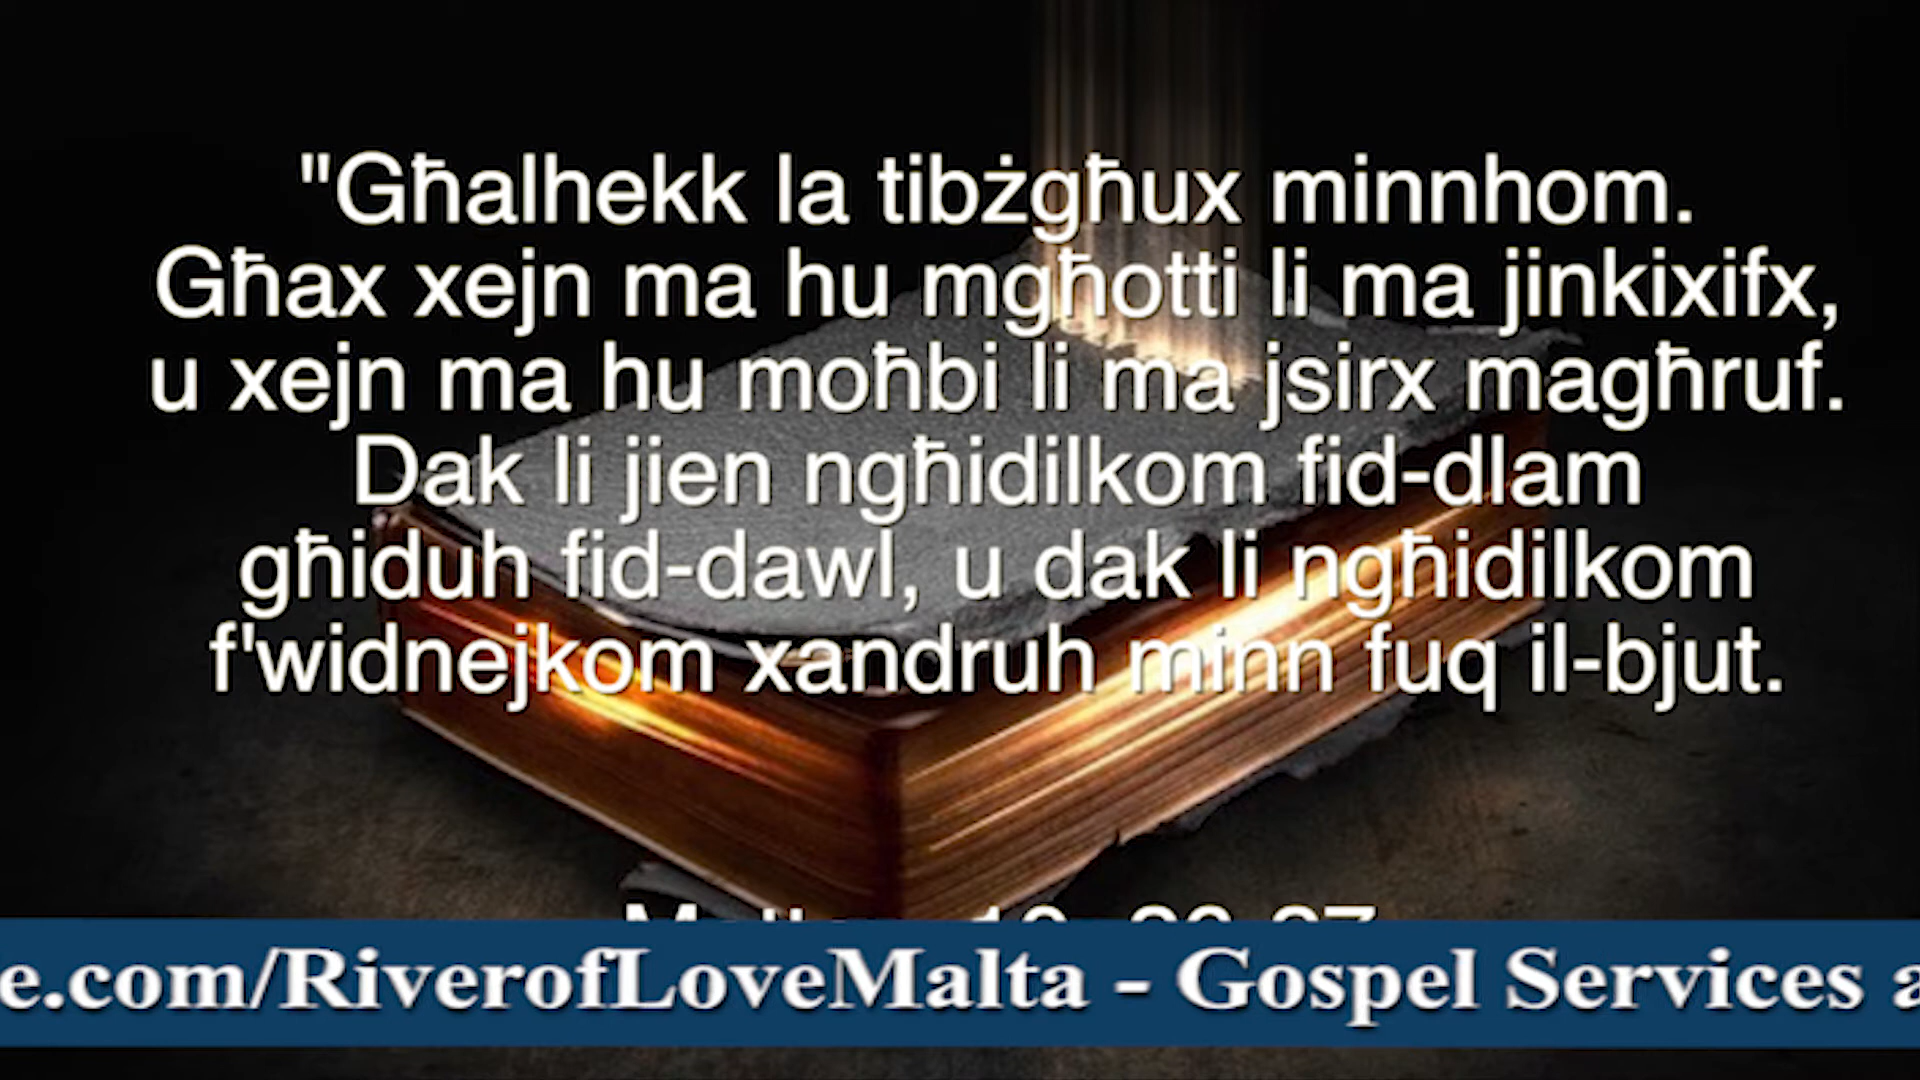 "Għalhekk la tibżgħux minnhom.
Għax xejn ma hu mgħotti li ma jinkixifx,
u xejn ma hu moħbi li ma jsirx magħruf.
Dak li jien ngħidilkom fid-dlam
għiduh fid-dawl, u dak li ngħidilkom
f'widnejkom xandruh minn fuq il-bjut.
e.com/RiverofLoveMalta - Gospel Services